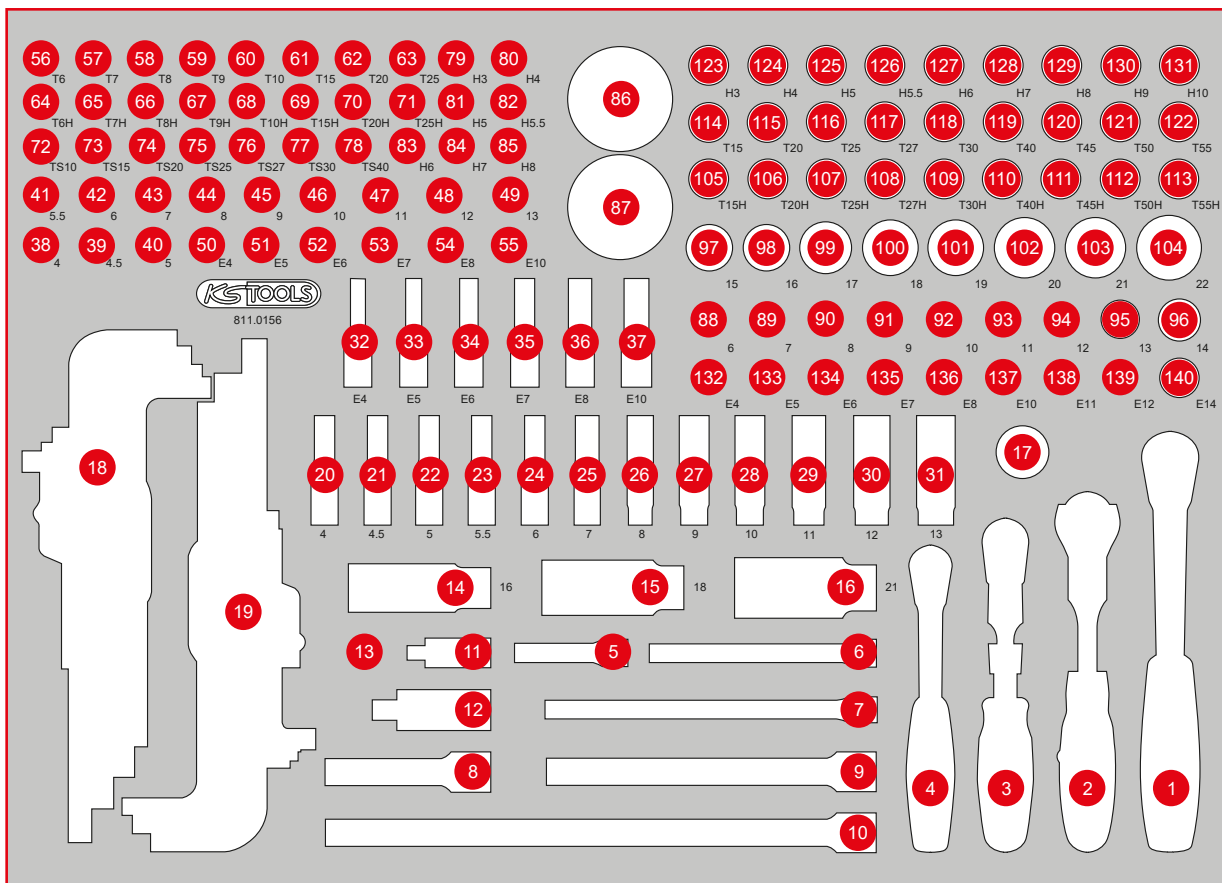 56 57 58 59 60 61 62 63 79 80
T6 T7 T8 T9 T10 T15 T20 T25 H3 H4
64 65 66 67 68 69 70 71 81 82
T6H T7H T8H T9H T10H T15H T20H T25H H5 H5.5
72 73 74 75 76 77 78 83 84 85
TS10 TS15 TS20 TS25 TS27 TS30 TS40 H6 H7 H8
41 42 43 44 45 46 47 48 49
5.5 6 7 8 9 10 11 12 13
38 39 40 50 51 52 53 54 55
4 4.5 5 E4 E5 E6 E7 E8 E10
86
87
123 124 125 126 127 128 129 130 131
H3 H4 H5 H5.5 H6 H7 H8 H9 H10
114 115 116 117 118 119 120 121 122
T15 T20 T25 T27 T30 T40 T45 T50 T55
105 106 107 108 109 110 111 112 113
T15H T20H T25H T27H T30H T40H T45H T50H T55H
97 98 99 100 101 102 103 104
15 16 17 18 19 20 21 22
88 89 90 91 92 93 94 95 96
6 7 8 9 10 11 12 13 14
132 133 134 135 136 137 138 139 140
E4 E5 E6 E7 E8 E10 E11 E12 E14
KS TOOLS
811.0156
32 33 34 35 36 37
E4 E5 E6 E7 E8 E10
18
19
20 21 22 23 24 25 26 27 28 29 30 31
4 4.5 5 5.5 6 7 8 9 10 11 12 13
17
14 16 15 18 16 21
13 11 5 6
12 7
8 9
10
4 3 2 1